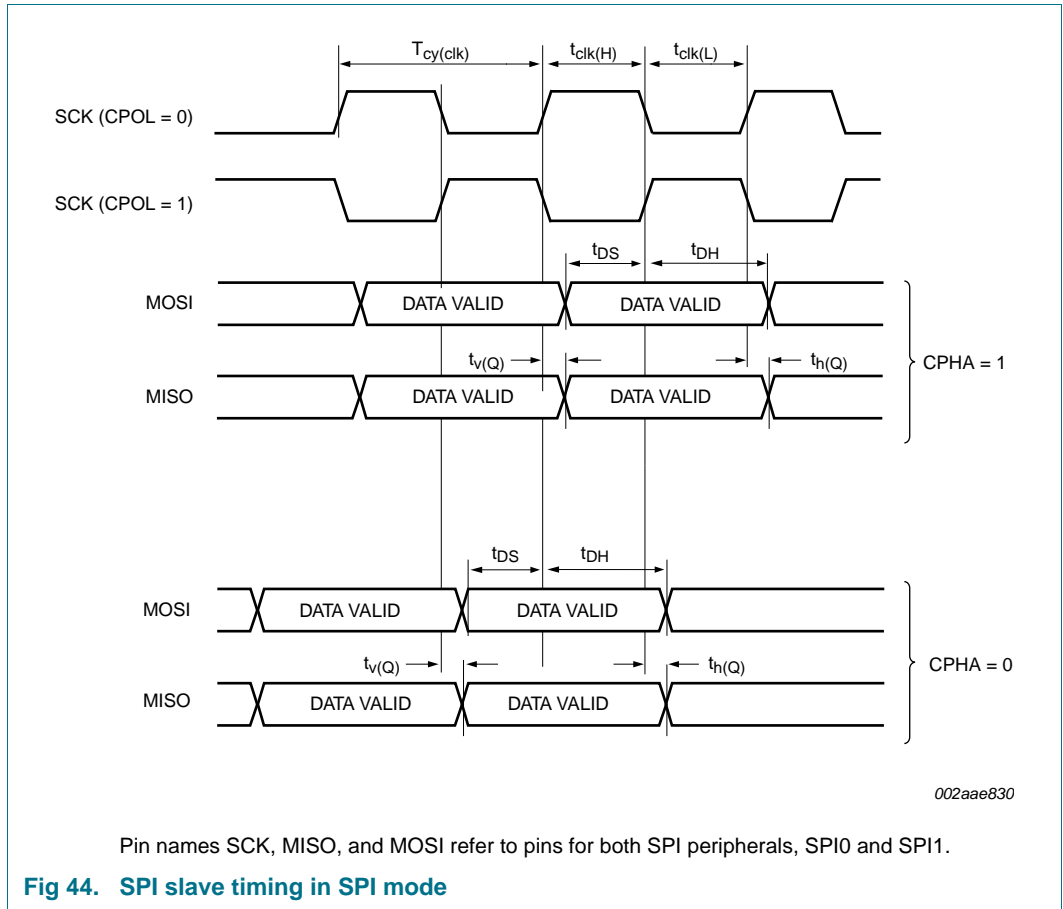 Tcy(clk) tclk(H) tclk(L)
SCK (CPOL = 0)
SCK (CPOL = 1)
tDS tDH
MOSI DATA VALID DATA VALID
tv(Q) th(Q)
CPHA = 1
MISO DATA VALID DATA VALID
tDS tDH
MOSI DATA VALID DATA VALID
tv(Q) th(Q)
CPHA = 0
MISO DATA VALID DATA VALID
002aae830
Pin names SCK, MISO, and MOSI refer to pins for both SPI peripherals, SPI0 and SPI1.
Fig 44. SPI slave timing in SPI mode